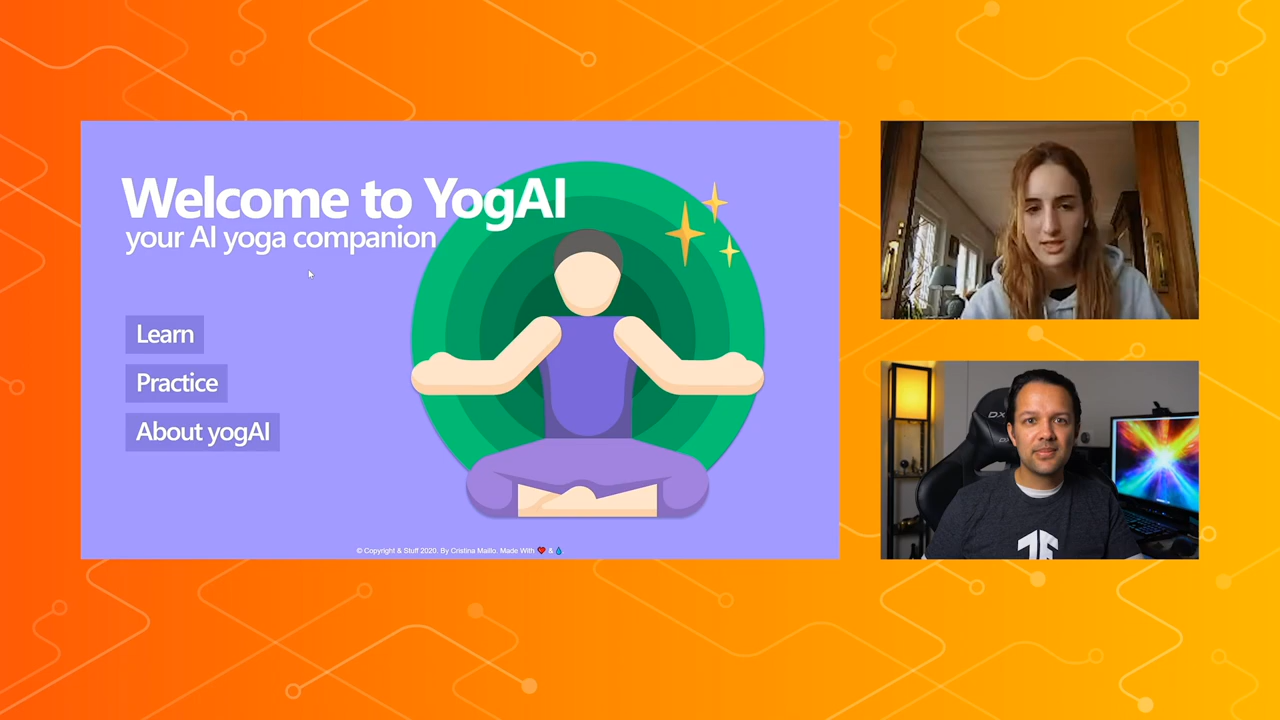 Welcome to YogAI
your AI yoga companion
Learn
Practice
About yogAI
© Copyright & Stuff 2020. By Cristina Maillo. Made With ❤ & 💧
DX